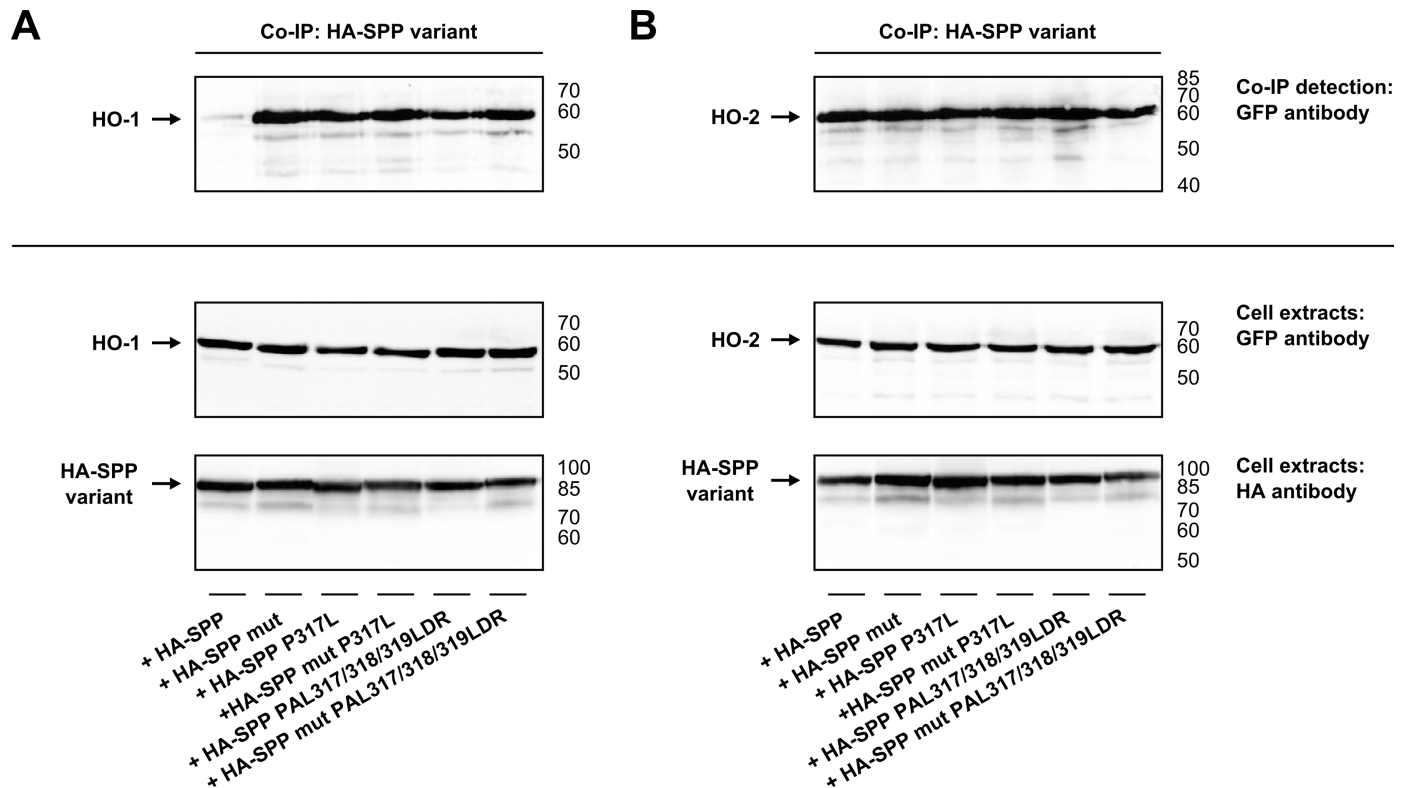 A
Co-IP: HA-SPP variant
HO-1
70
60
50
B
Co-IP: HA-SPP variant
HO-2
85
70
60
50
40
Co-IP detection:
GFP antibody
HO-1
70
60
50
HO-2
70
60
50
Cell extracts:
GFP antibody
HA-SPP
variant
100
85
70
60
HA-SPP
variant
100
85
70
60
50
Cell extracts:
HA antibody
+ HA-SPP
+ HA-SPP mut
+ HA-SPP P317L
+HA-SPP mut P317L
+ HA-SPP PAL317/318/319LDR
+ HA-SPP mut PAL317/318/319LDR
+ HA-SPP
+ HA-SPP mut
+ HA-SPP P317L
+HA-SPP mut P317L
+ HA-SPP PAL317/318/319LDR
+ HA-SPP mut PAL317/318/319LDR